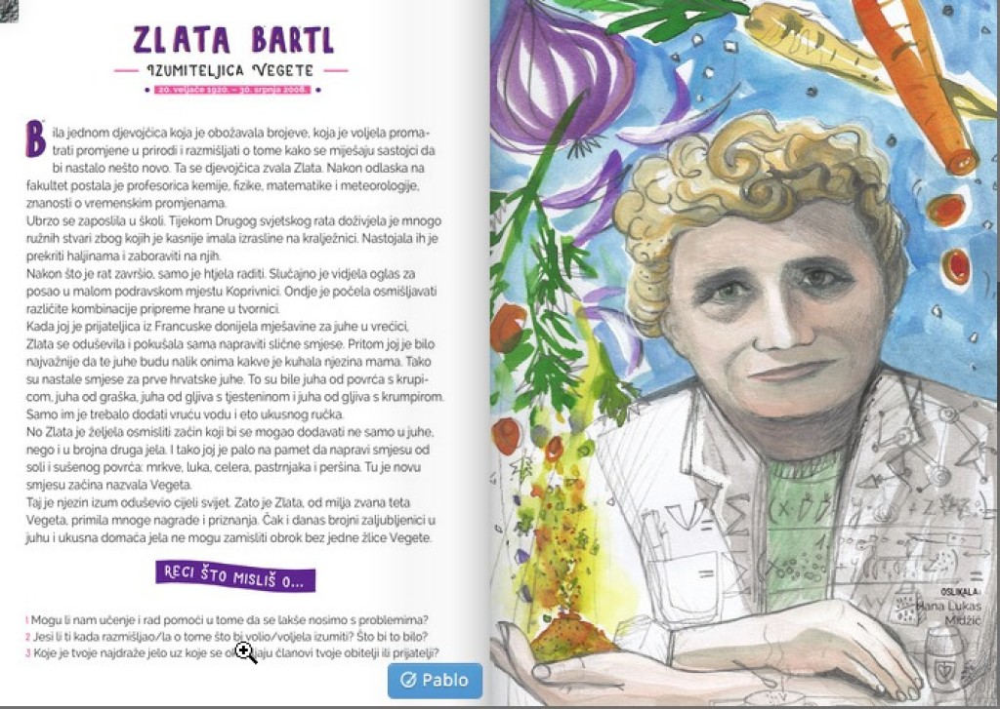 ZLATA BARTL
IZUMITELJICA VEGETE
20. veljače 1920. – 30. srpnja 2008.
Bila jednom djevojčica koja je obožavala brojeve, koja je voljela proma-
trati promjene u prirodi i razmišljati o tome kako se miješaju sastojci da
bi nastalo nešto novo. Ta se djevojčica zvala Zlata. Nakon odlaska na
fakultet postala je profesorica kemije, fizike, matematike i meteorologije,
znanosti o vremenskim promjenama.
Ubrzo se zaposlila u školi. Tijekom Drugog svjetskog rata doživjela je mnogo
ružnih stvari zbog kojih je kasnije imala izrasline na kralježnici. Nastojala ih je
prekriti haljinama i zaboraviti na njih.
Nakon što je rat završio, samo je htjela raditi. Slučajno je vidjela oglas za
posao u malom podravskom mjestu Koprivnici. Ondje je počela osmišljavati
različite kombinacije pripreme hrane u tvornici.
Kada joj je prijateljica iz Francuske donijela mješavine za juhe u vrećici,
Zlata se oduševila i pokušala sama napraviti slične smjese. Pritom joj je bilo
najvažnije da te juhe budu nalik onima kakve je kuhala njezina mama. Tako
su nastale smjese za prve hrvatske juhe. To su bile juha od povrća s krupi-
com, juha od graška, juha od gljiva s tjesteninom i juha od gljiva s krumpirom.
Samo im je trebalo dodati vruću vodu i eto ukusnog ručka.
No Zlata je željela osmisliti začin koji bi se mogao dodavati ne samo u juhe,
nego i u brojna druga jela. I tako joj je palo na pamet da napravi smjesu od
soli i sušenog povrća: mrkve, luka, celera, pastrnjaka i peršina. Tu je novu
smjesu začina nazvala Vegeta.
Taj je njezin izum oduševio cijeli svijet. Zato je Zlata, od milja zvana teta
Vegeta, primila mnoge nagrade i priznanja. Čak i danas brojni zaljubljenici u
juhu i ukusna domaća jela ne mogu zamisliti obrok bez jedne žlice Vegete.
RECI ŠTO MISLIŠ O...
1 Mogu li nam učenje i rad pomoći u tome da se lakše nosimo s problemima?
2 Jesi li ti kada razmišljao/la o tome što bi volio/voljela izumiti? Što bi to bilo?
3 Koje je tvoje najdraže jelo uz koje se članovi tvoje obitelji ili prijatelji?
Pablo
OSLIKALA:
Hana Lukas
Midžić